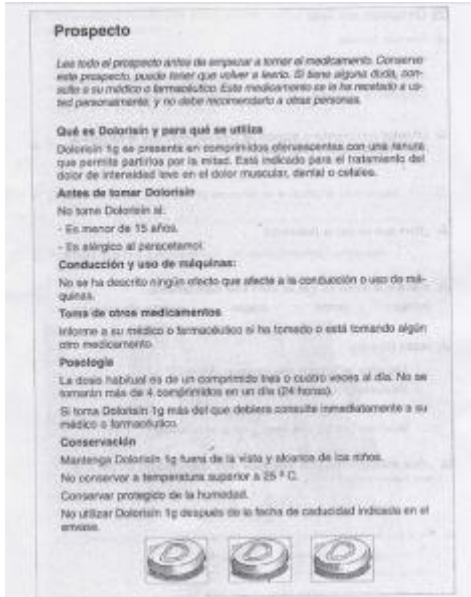 Prospecto
Lea todo el prospecto antes de empezar a tomar el medicamento. Conserve
este prospecto, puede tener que volver a leerlo. Si tiene alguna duda, con-
sulte a su médico o farmacéutico. Este medicamento se le ha recetado a us-
ted personalmente, y no debe recomendarlo a otras personas.
Qué es Dolorisin y para qué se utiliza
Dolorisin 1g se presenta en comprimidos efervescentes con una ranura
que permite partirlos por la mitad. Está indicado para el tratamiento del
dolor de intensidad leve en el dolor muscular, dental o cefalea.
Antes de tomar Dolorisin
No tome Dolorisin si:
- Es menor de 15 años.
- Es alérgico al paracetamol.
Conducción y uso de máquinas:
No se ha descrito ningún efecto que afecte a la conducción o uso de má-
quinas.
Toma de otros medicamentos
Informe a su médico o farmacéutico si ha tomado o está tomando algún
otro medicamento.
Posología
La dosis habitual es de un comprimido tres o cuatro veces al día. No se
tomarán más de 4 comprimidos en un día (24 horas).
Si toma Dolorisin 1g más del que debiera consulte inmediatamente a su
médico o farmacéutico.
Conservación
Mantenga Dolorisin 1g fuera de la vista y alcance de los niños.
No conservar a temperatura superior a 25 º C.
Conservar protegido de la humedad.
No utilizar Dolorisin 1g después de la fecha de caducidad indicada en el
envase.